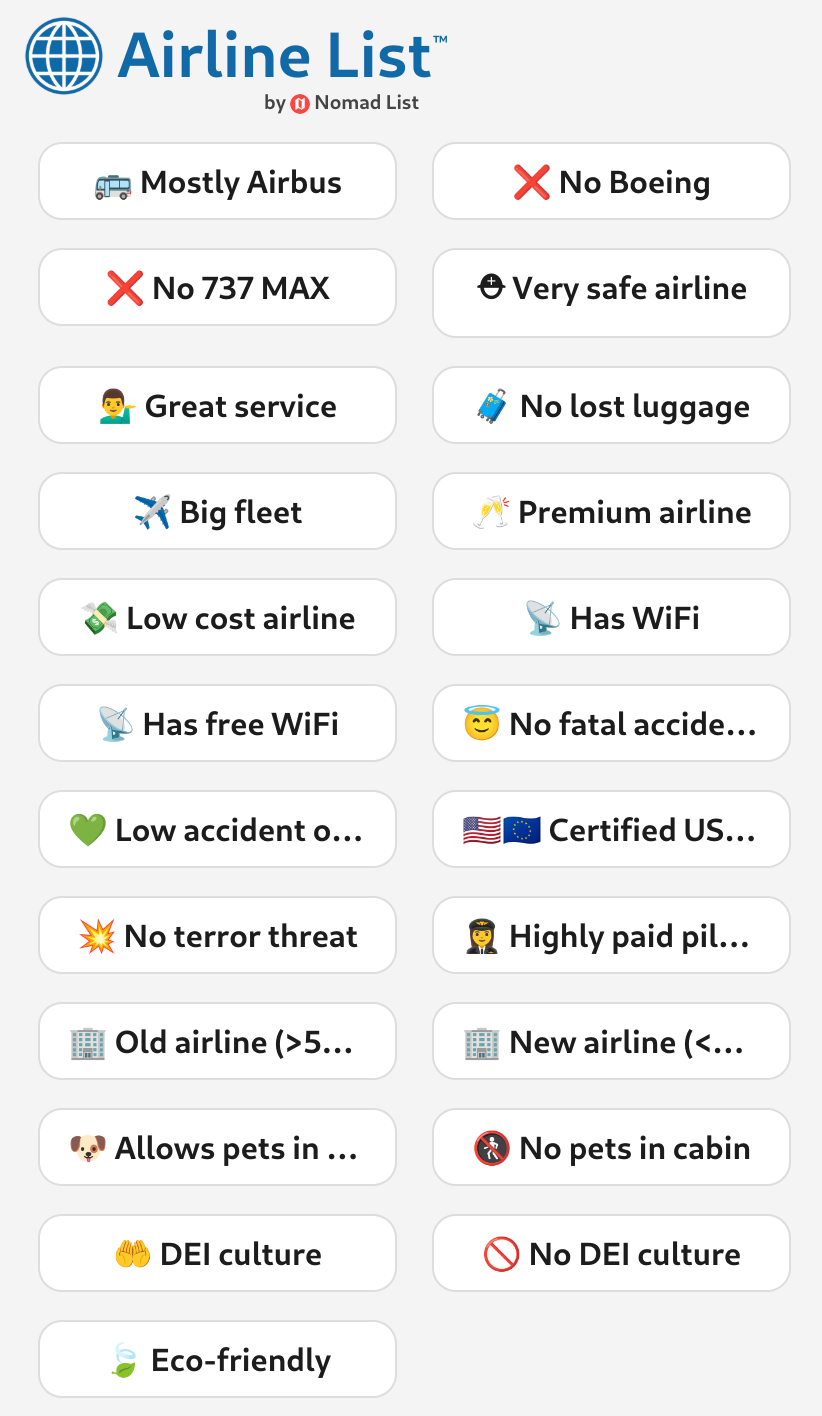 Airline List™
by Nomad List
Mostly Airbus
No Boeing
No 737 MAX
Very safe airline
Great service
No lost luggage
Big fleet
Premium airline
Low cost airline
Has WiFi
Has free WiFi
No fatal accide...
Low accident o...
Certified US...
No terror threat
Highly paid pil...
Old airline (>5...
New airline (<...
Allows pets in ...
No pets in cabin
DEI culture
No DEI culture
Eco-friendly